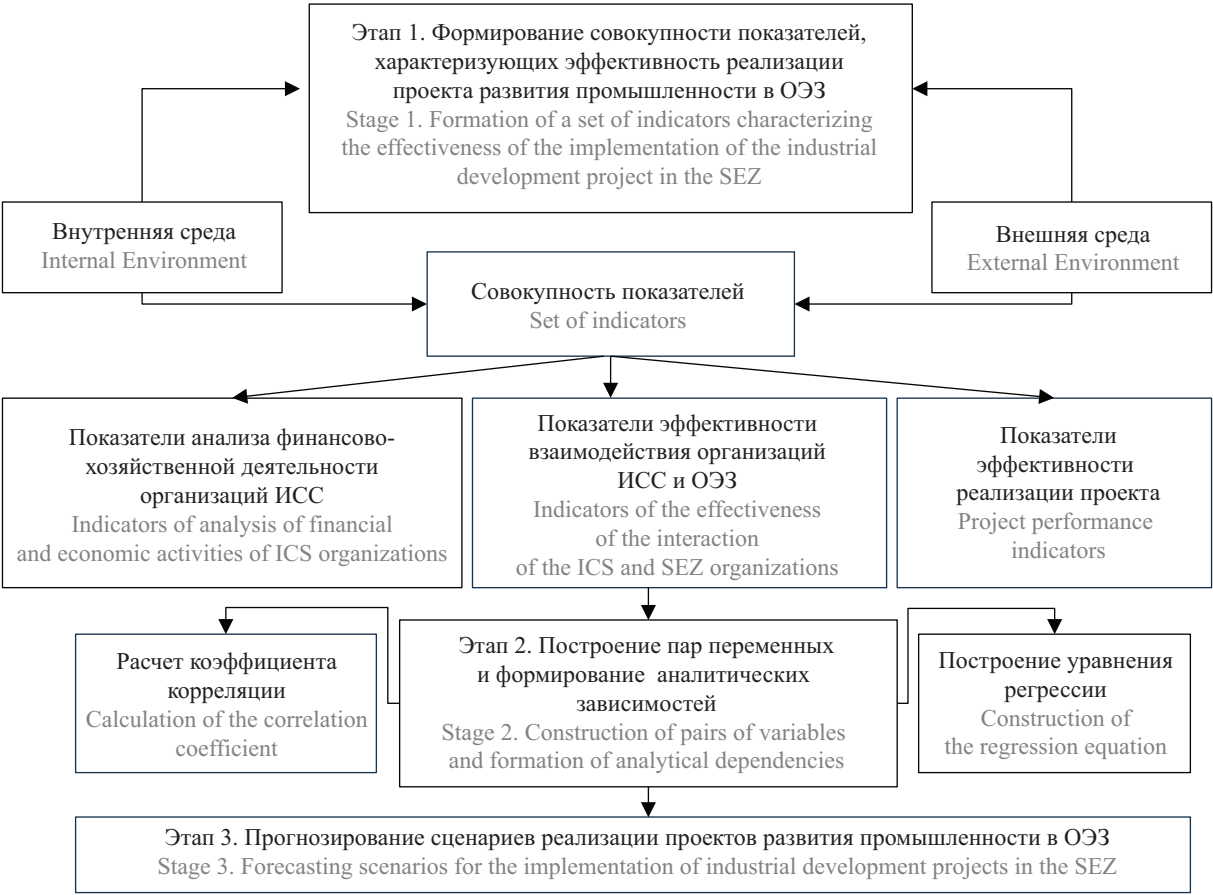 Этап 1. Формирование совокупности показателей,
характеризующих эффективность реализации
проекта развития промышленности в ОЭЗ
Stage 1. Formation of a set of indicators characterizing
the effectiveness of the implementation of the industrial
development project in the SEZ
Внутренняя среда
Internal Environment
Внешняя среда
External Environment
Совокупность показателей
Set of indicators
Показатели анализа финансово-
хозяйственной деятельности
организаций ИСС
Indicators of analysis of financial
and economic activities of ICS organizations
Показатели эффективности
взаимодействия организаций
ИСС и ОЭЗ
Indicators of the effectiveness
of the interaction
of the ICS and SEZ organizations
Показатели
эффективности
реализации проекта
Project performance
indicators
Расчет коэффициента
корреляции
Calculation of the correlation
coefficient
Этап 2. Построение пар переменных
и формирование аналитических
зависимостей
Stage 2. Construction of pairs of variables
and formation of analytical dependencies
Построение уравнения
регрессии
Construction of
the regression equation
Этап 3. Прогнозирование сценариев реализации проектов развития промышленности в ОЭЗ
Stage 3. Forecasting scenarios for the implementation of industrial development projects in the SEZ